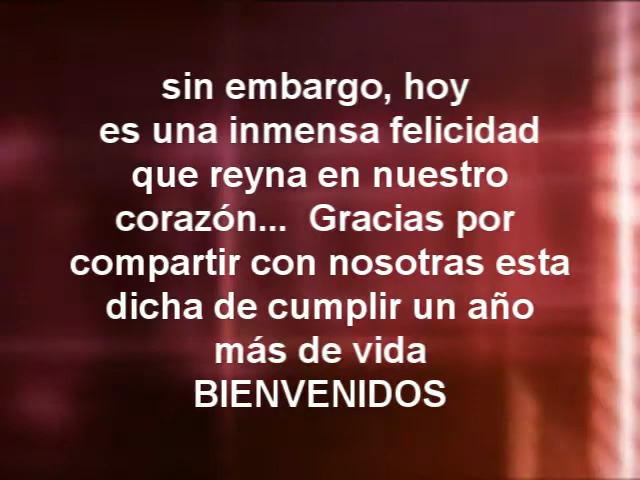 sin embargo, hoy
es una inmensa felicidad
que reyna en nuestro
corazón... Gracias por
compartir con nosotras esta
dicha de cumplir un año
más de vida
BIENVENIDOS